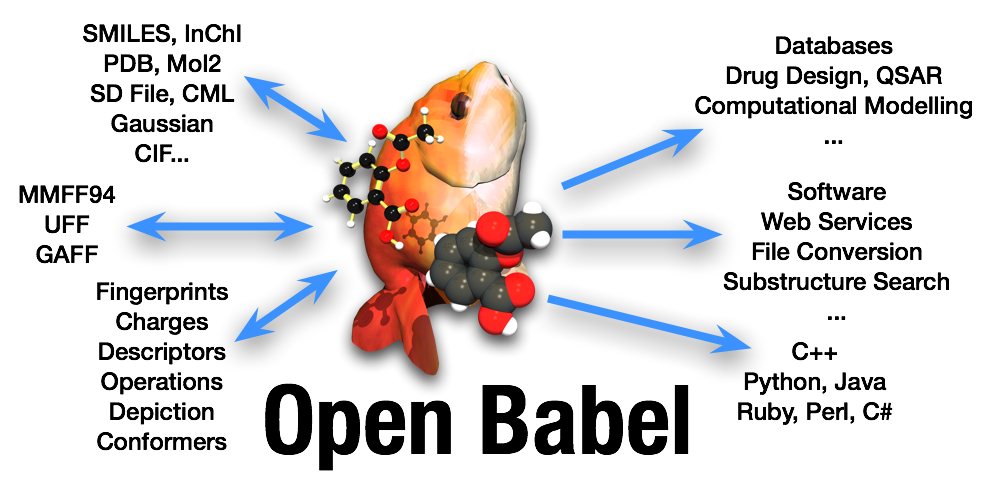 SMILES, InChI
PDB, Mol2
SD File, CML
Gaussian
CIF...
MMFF94
UFF
GAFF
Fingerprints
Charges
Descriptors
Operations
Depiction
Conformers
Databases
Drug Design, QSAR
Computational Modelling
...
Software
Web Services
File Conversion
Substructure Search
...
C++
Python, Java
Ruby, Perl, C#
Open Babel